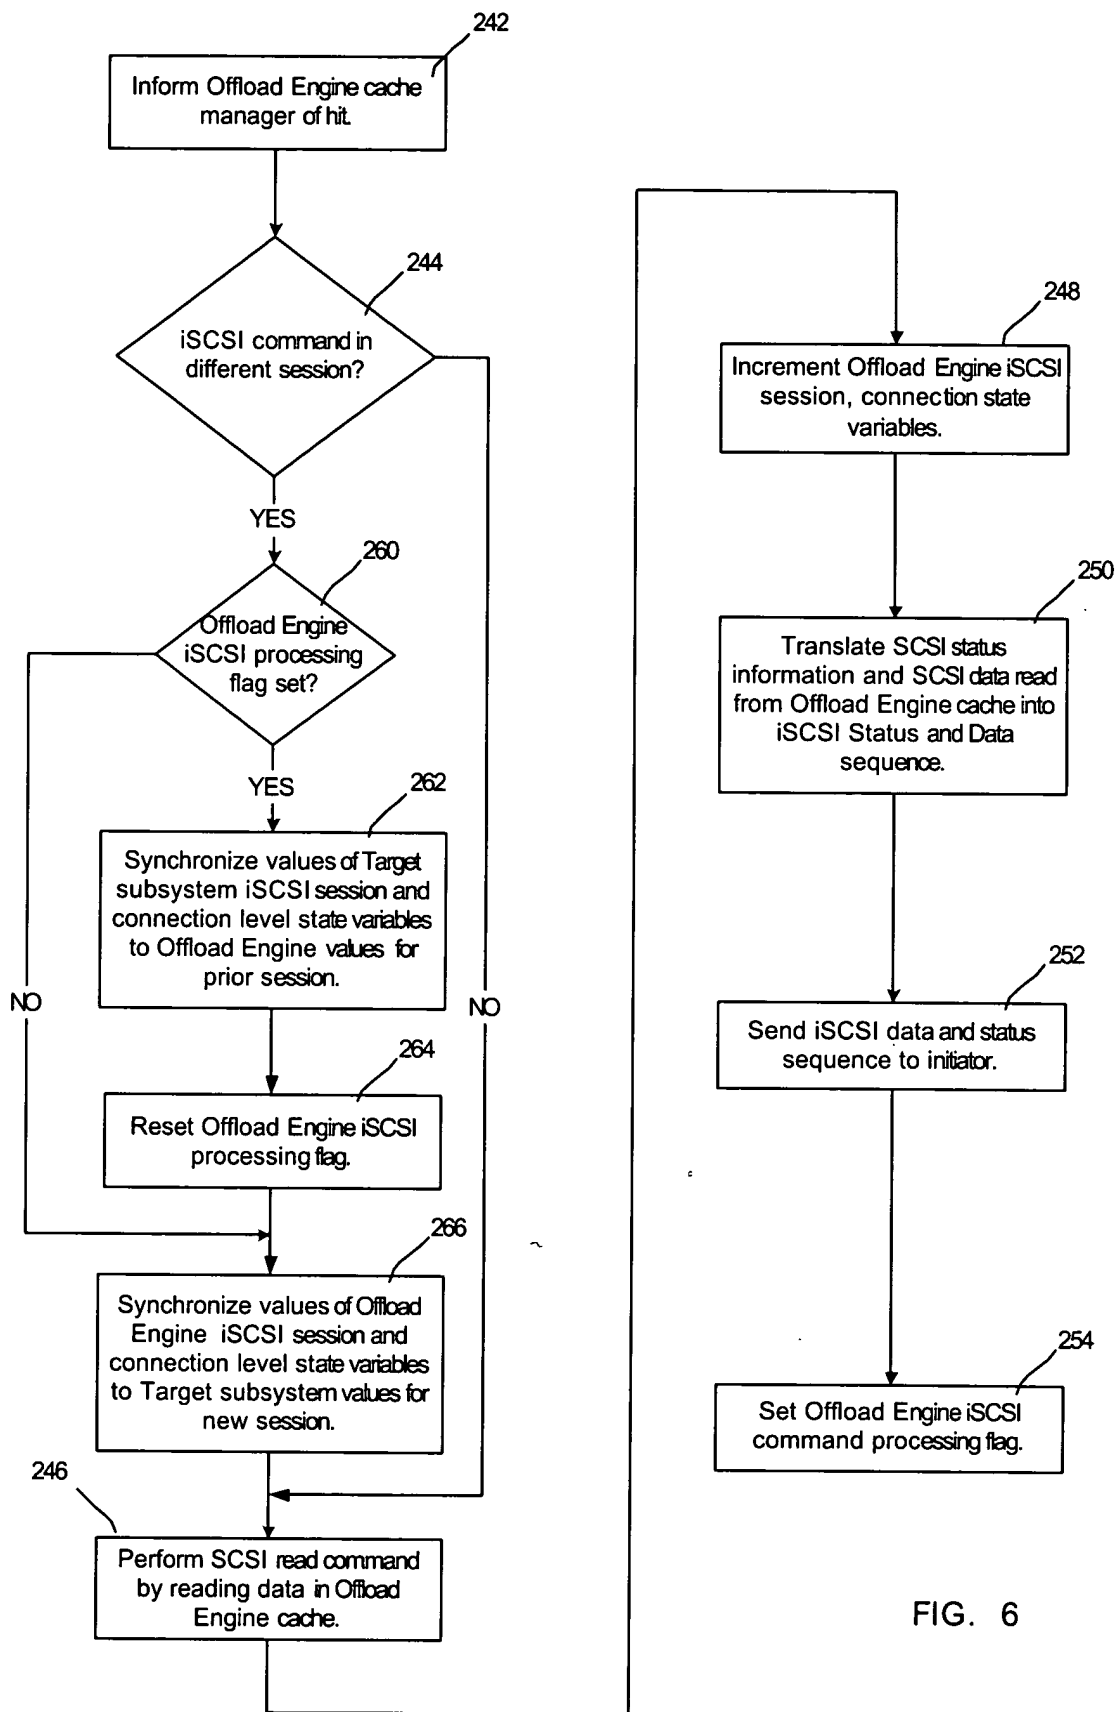 242
Inform Offload Engine cache
manager of hit.
244
iSCSI command in
different session?
YES
260
Offload Engine
iSCSI processing
flag set?
YES
262
Synchronize values of Target
subsystem iSCSI session and
connection level state variables
to Offload Engine values for
prior session.
NO
NO
264
Reset Offload Engine iSCSI
processing flag.
266
Synchronize values of Offload
Engine iSCSI session and
connection level state variables
to Target subsystem values for
new session.
246
Perform SCSI read command
by reading data in Offload
Engine cache.
248
Increment Offload Engine iSCSI
session, connection state
variables.
250
Translate SCSI status
information and SCSI data read
from Offload Engine cache into
iSCSI Status and Data
sequence.
252
Send iSCSI data and status
sequence to initiator.
254
Set Offload Engine iSCSI
command processing flag.
FIG. 6